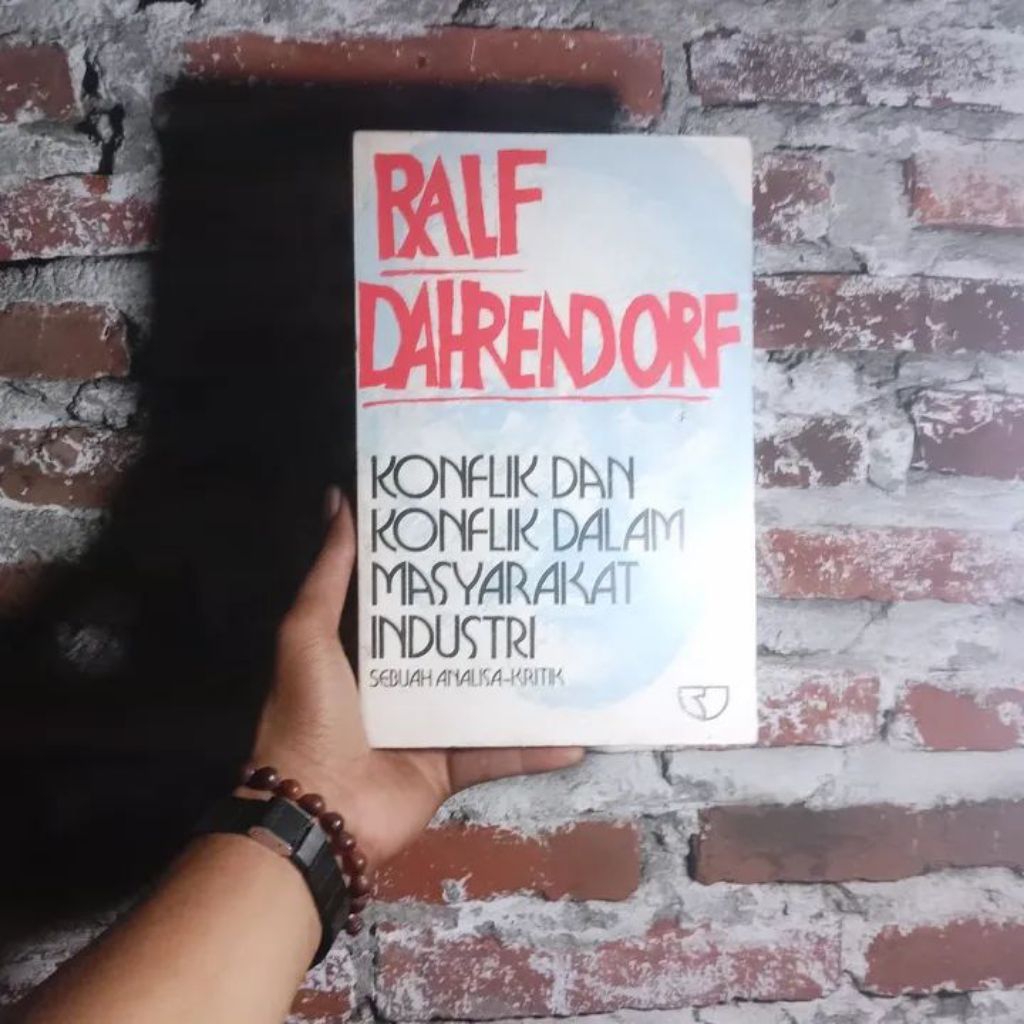 RALF
DAHRENDORF
KONFLIK DAN
KONFLIK DALAM
MASYARAKAT
INDUSTRI
SEBUAH ANALISA-KRITIK